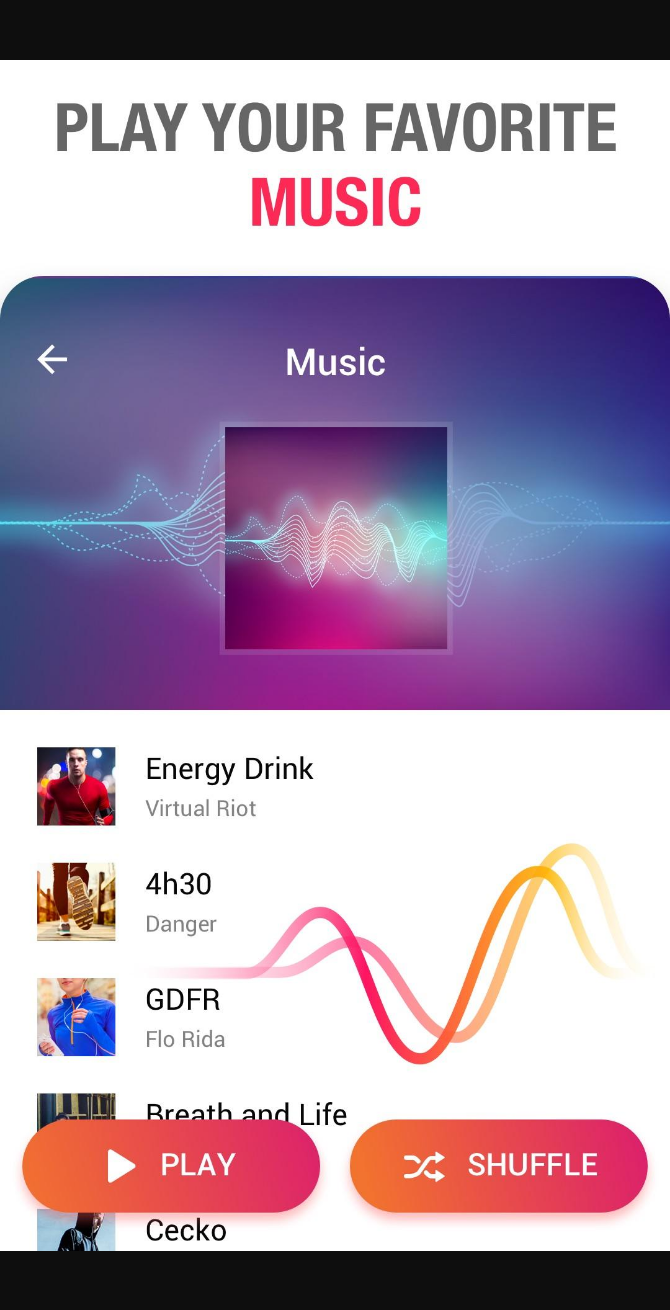 PLAY YOUR FAVORITE
MUSIC
Music
Energy Drink
Virtual Riot
4h30
Danger
GDFR
Flo Rida
Breath and Life
PLAY
SHUFFLE
Cecko